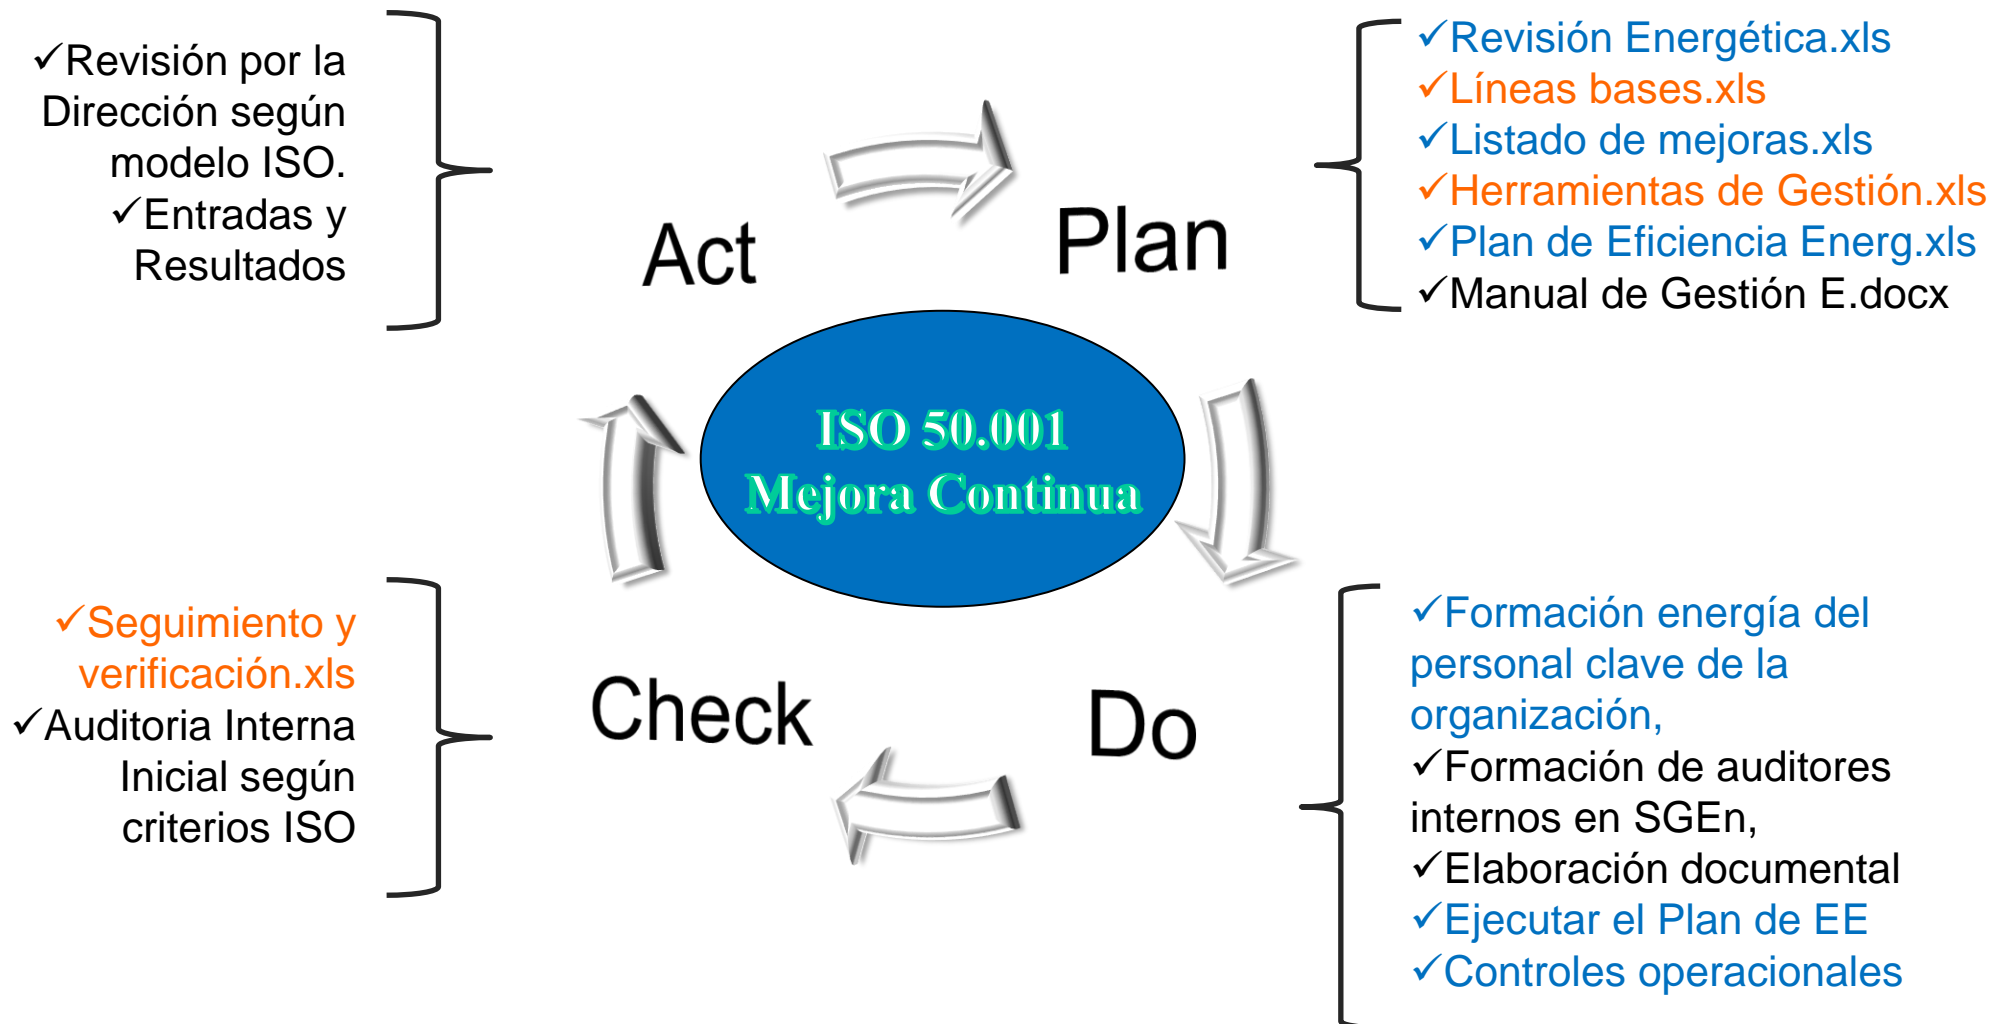 ✓Revisión por la
Dirección según
modelo ISO.
✓Entradas y
Resultados
Act
Plan
✓Revisión Energética.xls
✓Líneas bases.xls
✓Listado de mejoras.xls
✓Herramientas de Gestión.xls
✓Plan de Eficiencia Energ.xls
✓Manual de Gestión E.docx
ISO 50.001
Mejora Continua
✓Seguimiento y
verificación.xls
✓Auditoria Interna
Inicial según
criterios ISO
Check
Do
✓Formación energía del
personal clave de la
organización,
✓Formación de auditores
internos en SGEn,
✓Elaboración documental
✓Ejecutar el Plan de EE
✓Controles operacionales